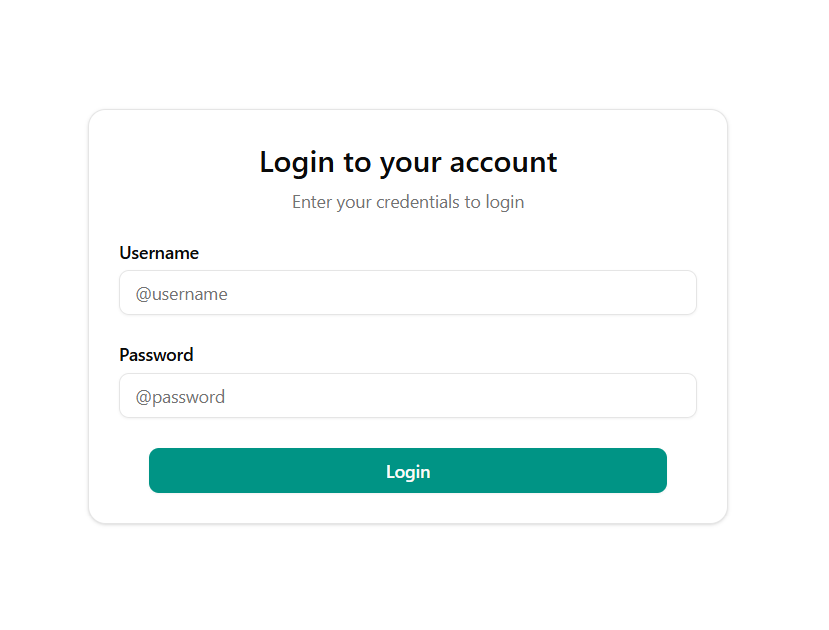 Login to your account
Enter your credentials to login
Username
@username
Password
@password
Login